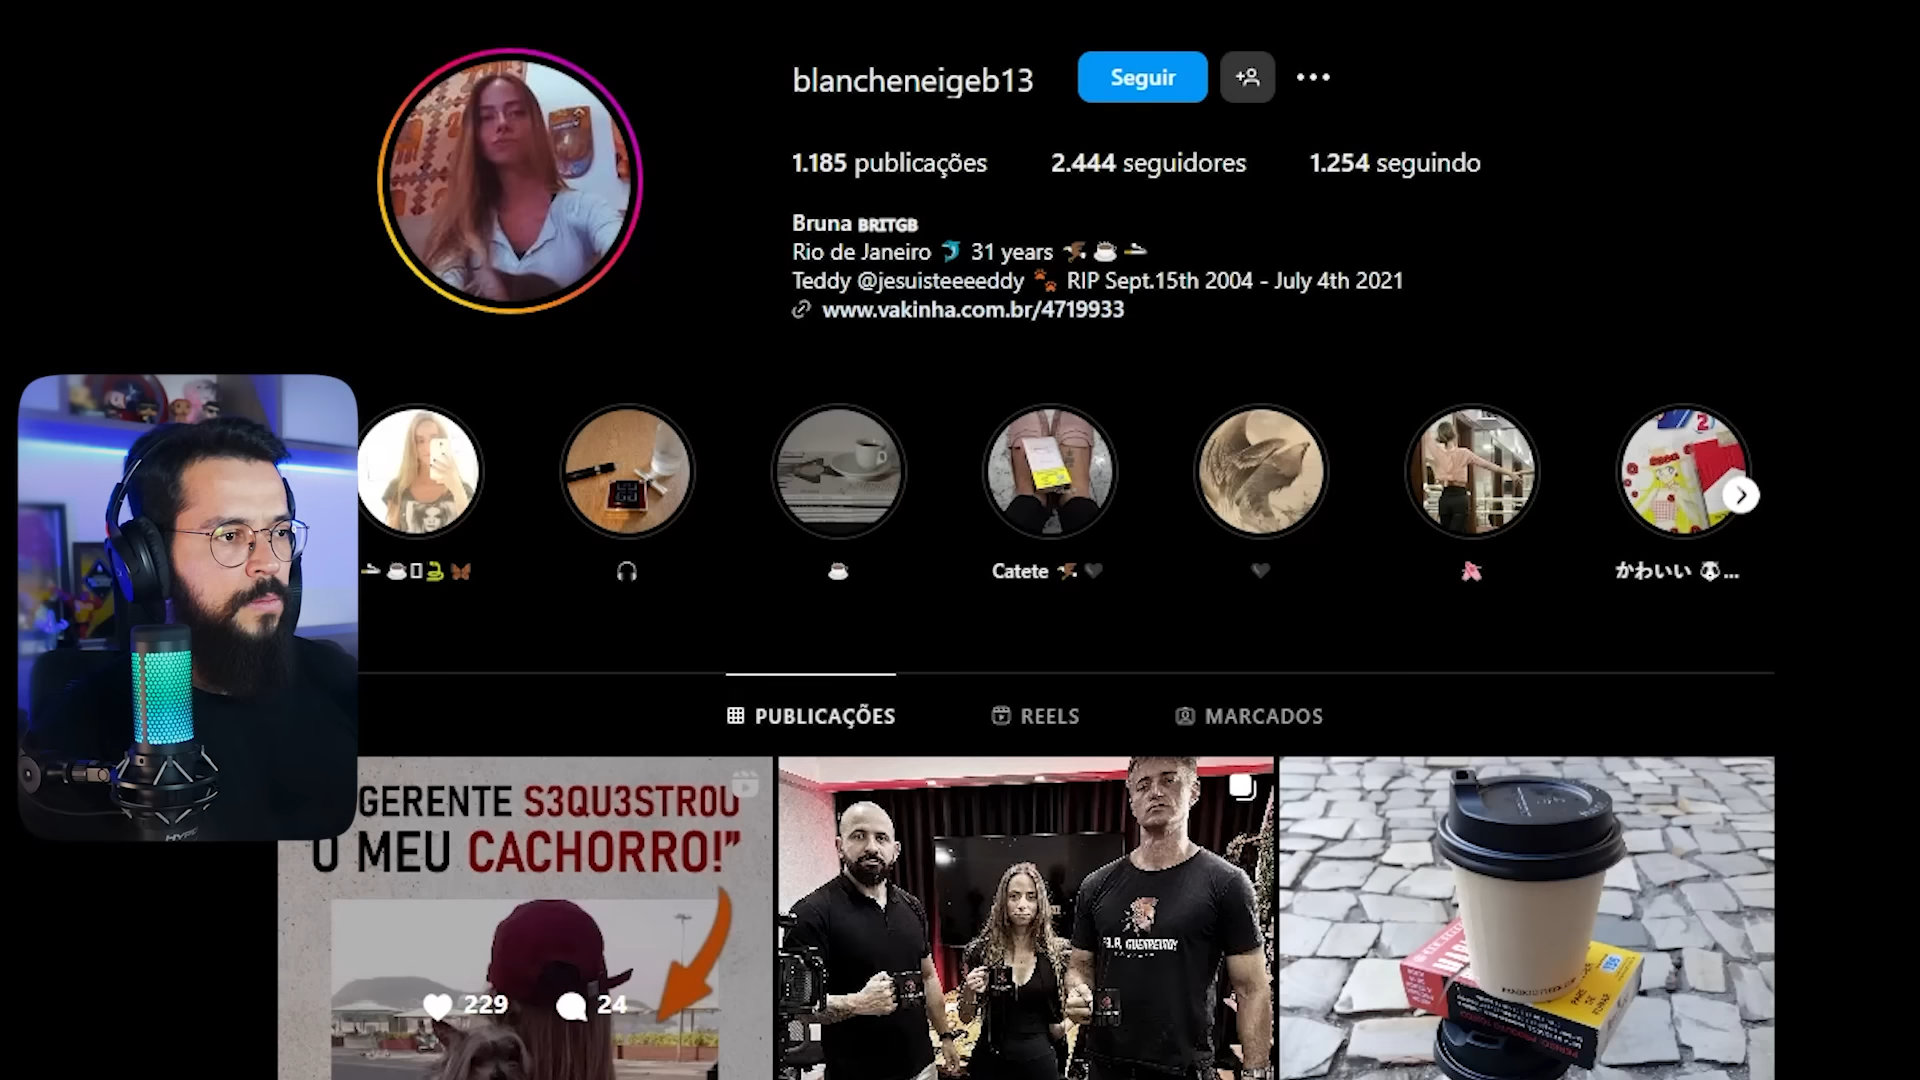 blancheneigeb13
Seguir
1.185 publicações
2.444 seguidores
1.254 seguindo
Bruna BRITGB
Rio de Janeiro 🐬 31 years 🦅☕🚬
Teddy @jesuisteeeeddy 🐾 RIP Sept.15th 2004 - July 4th 2021
www.vakinha.com.br/4719933
Catete
かわいい 🐼...
PUBLICAÇÕES
REELS
MARCADOS
GERENTE S3QU3STROU
O MEU CACHORRO!"
229
24
HYPE